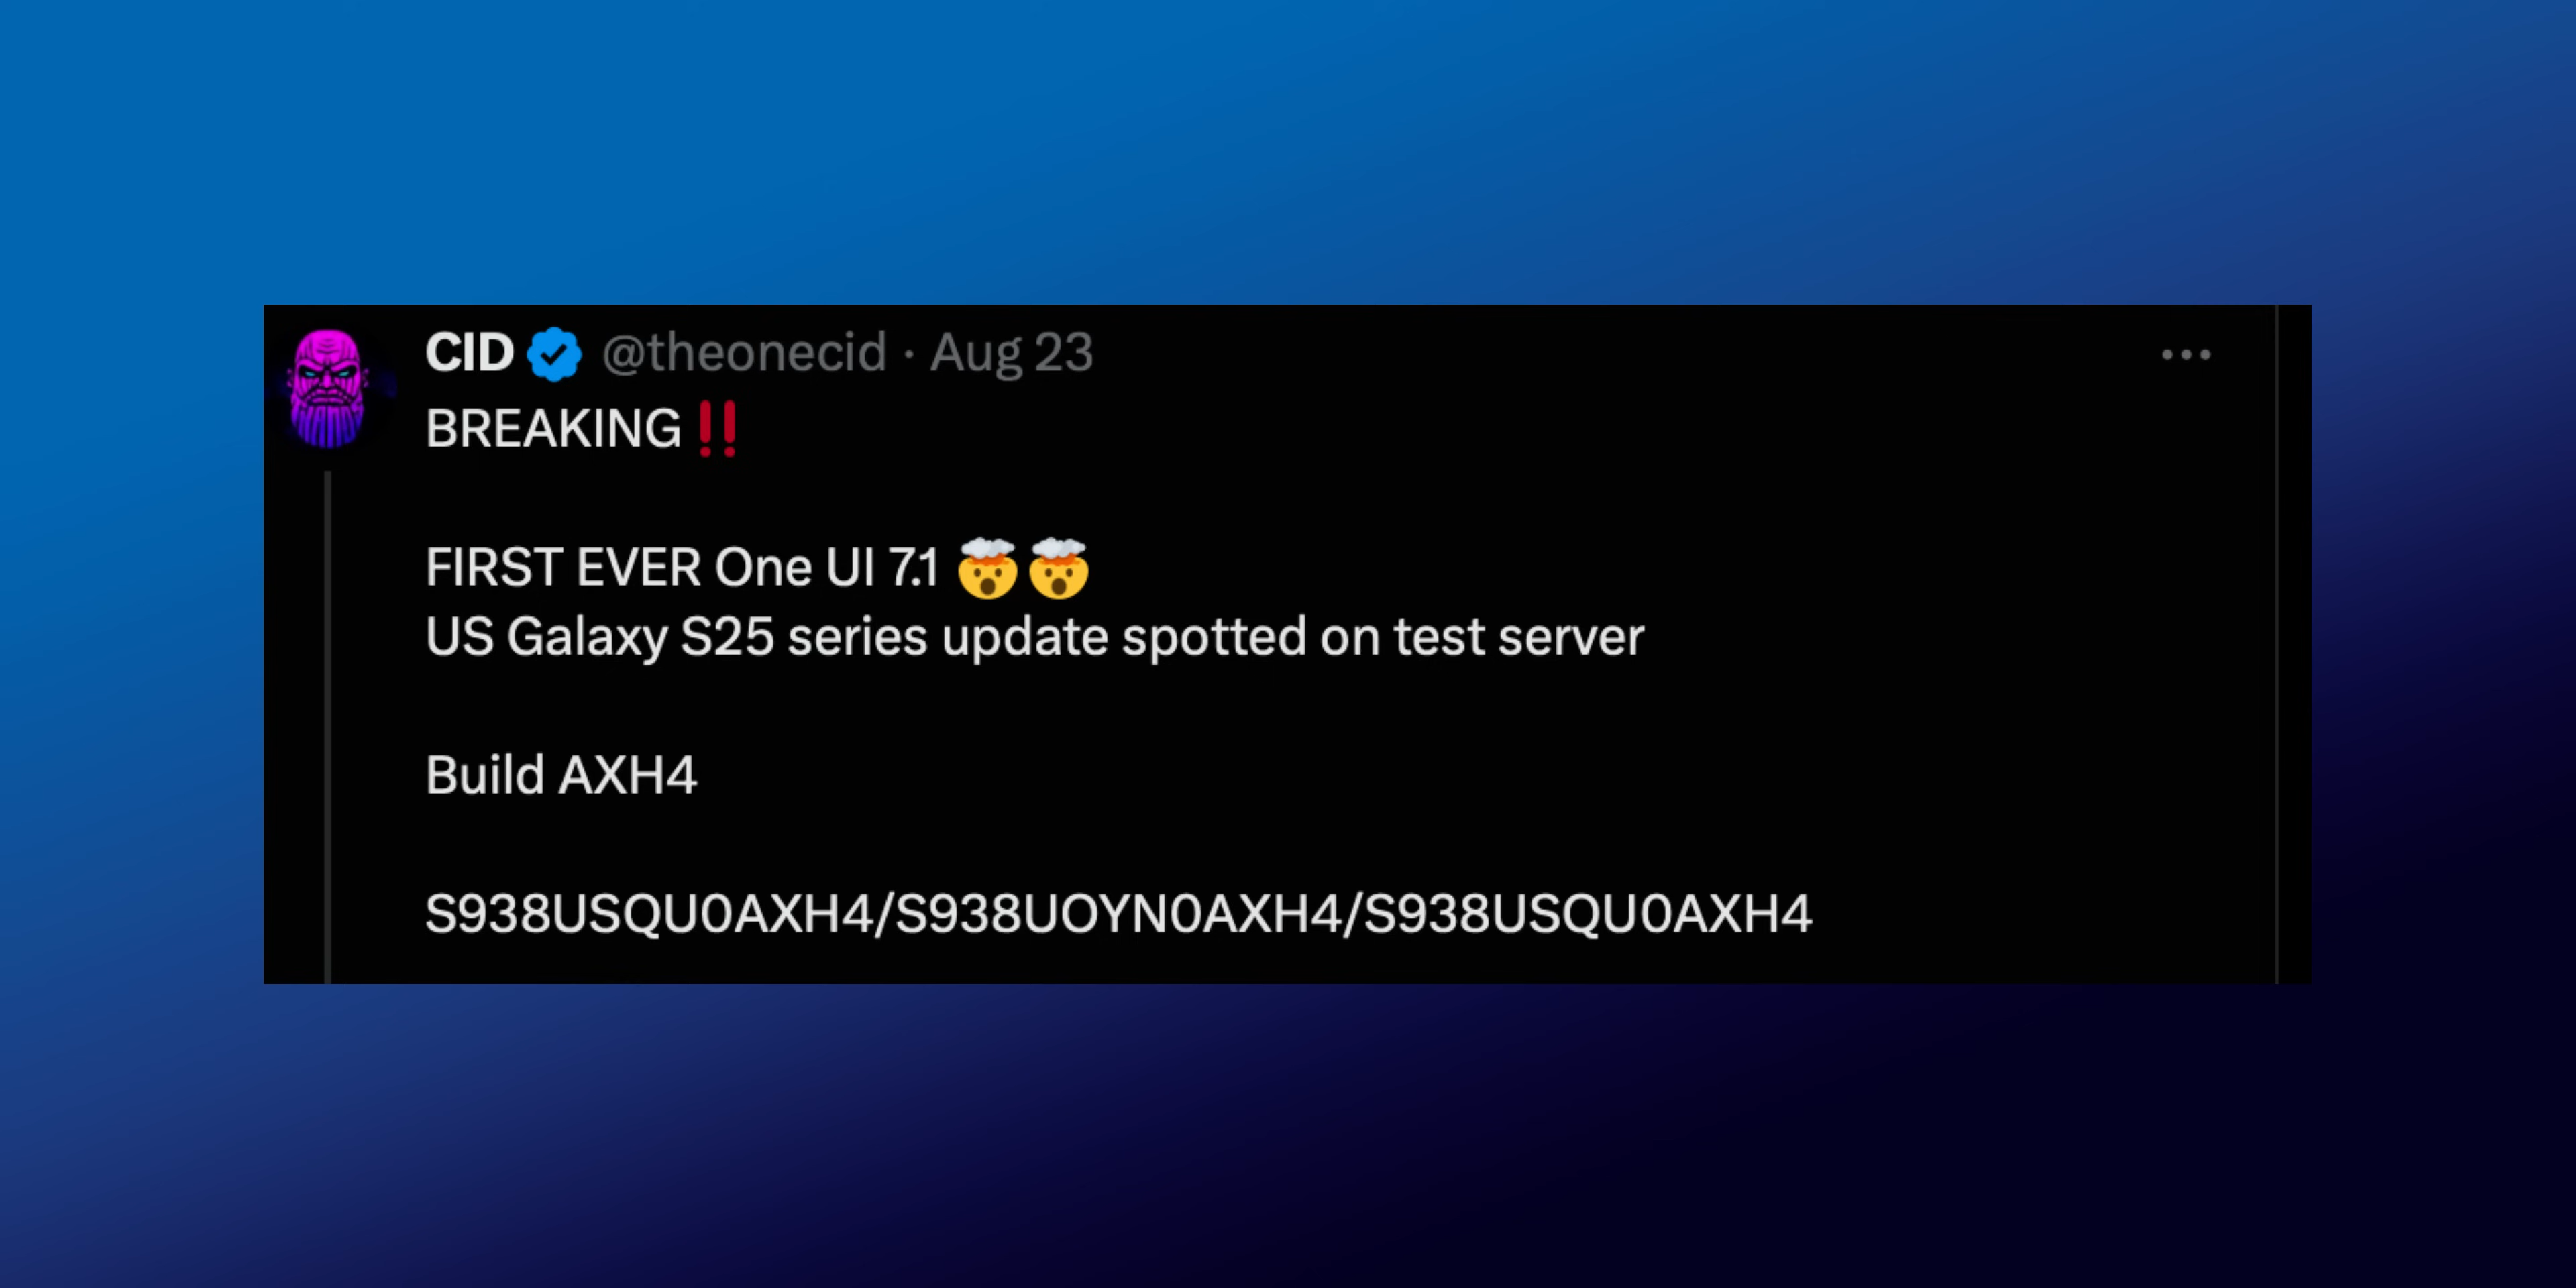 CID @theonecid · Aug 23
BREAKING‼️
FIRST EVER One UI 7.1 🤯🤯
US Galaxy S25 series update spotted on test server
Build AXH4
S938USQU0AXH4/S938UOYN0AXH4/S938USQU0AXH4